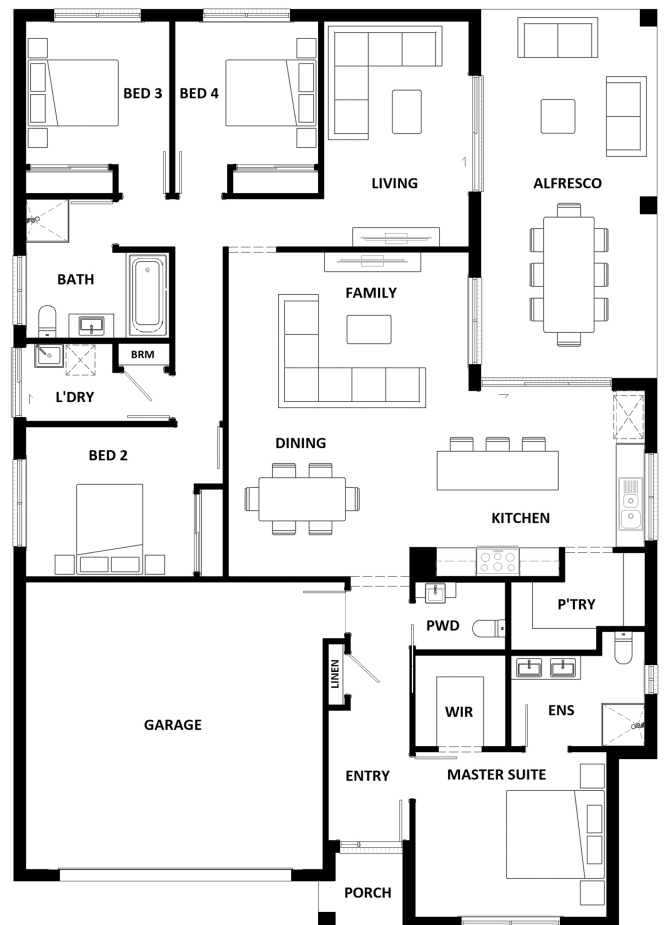 BED 3
BED 4
LIVING
ALFRESCO
BATH
FAMILY
BRM
L'DRY
DINING
BED 2
KITCHEN
P'TRY
PWD
LINEN
WIR
ENS
GARAGE
ENTRY
MASTER SUITE
PORCH